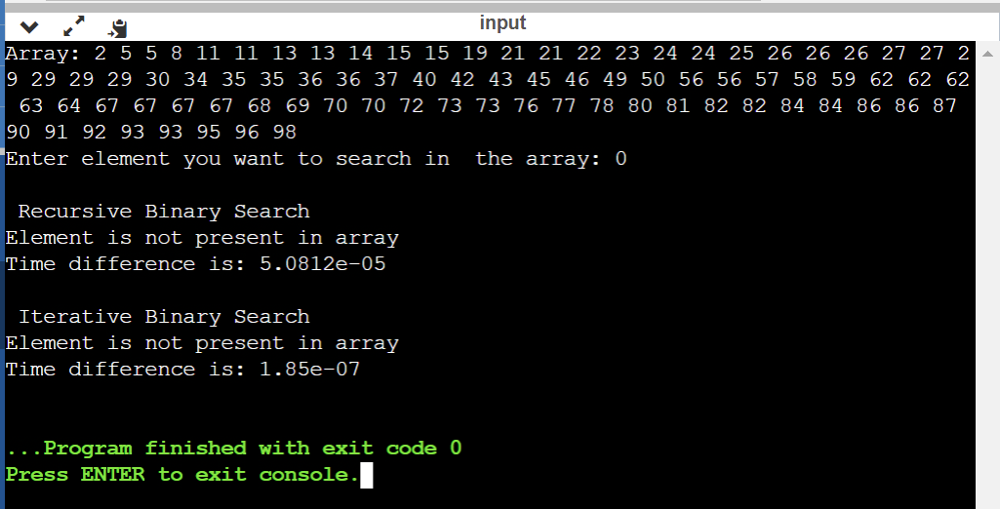 input
Array: 2 5 5 8 11 11 13 13 14 15 15 19 21 21 22 23 24 24 25 26 26 26 27 27 2
9 29 29 29 30 34 35 35 36 36 37 40 42 43 45 46 49 50 56 56 57 58 59 62 62 62
63 64 67 67 67 67 68 69 70 70 72 73 73 76 77 78 80 81 82 82 84 84 86 86 87
90 91 92 93 93 95 96 98
Enter element you want to search in  the array: 0
Recursive Binary Search
Element is not present in array
Time difference is: 5.0812e-05
Iterative Binary Search
Element is not present in array
Time difference is: 1.85e-07
...Program finished with exit code 0
Press ENTER to exit console.